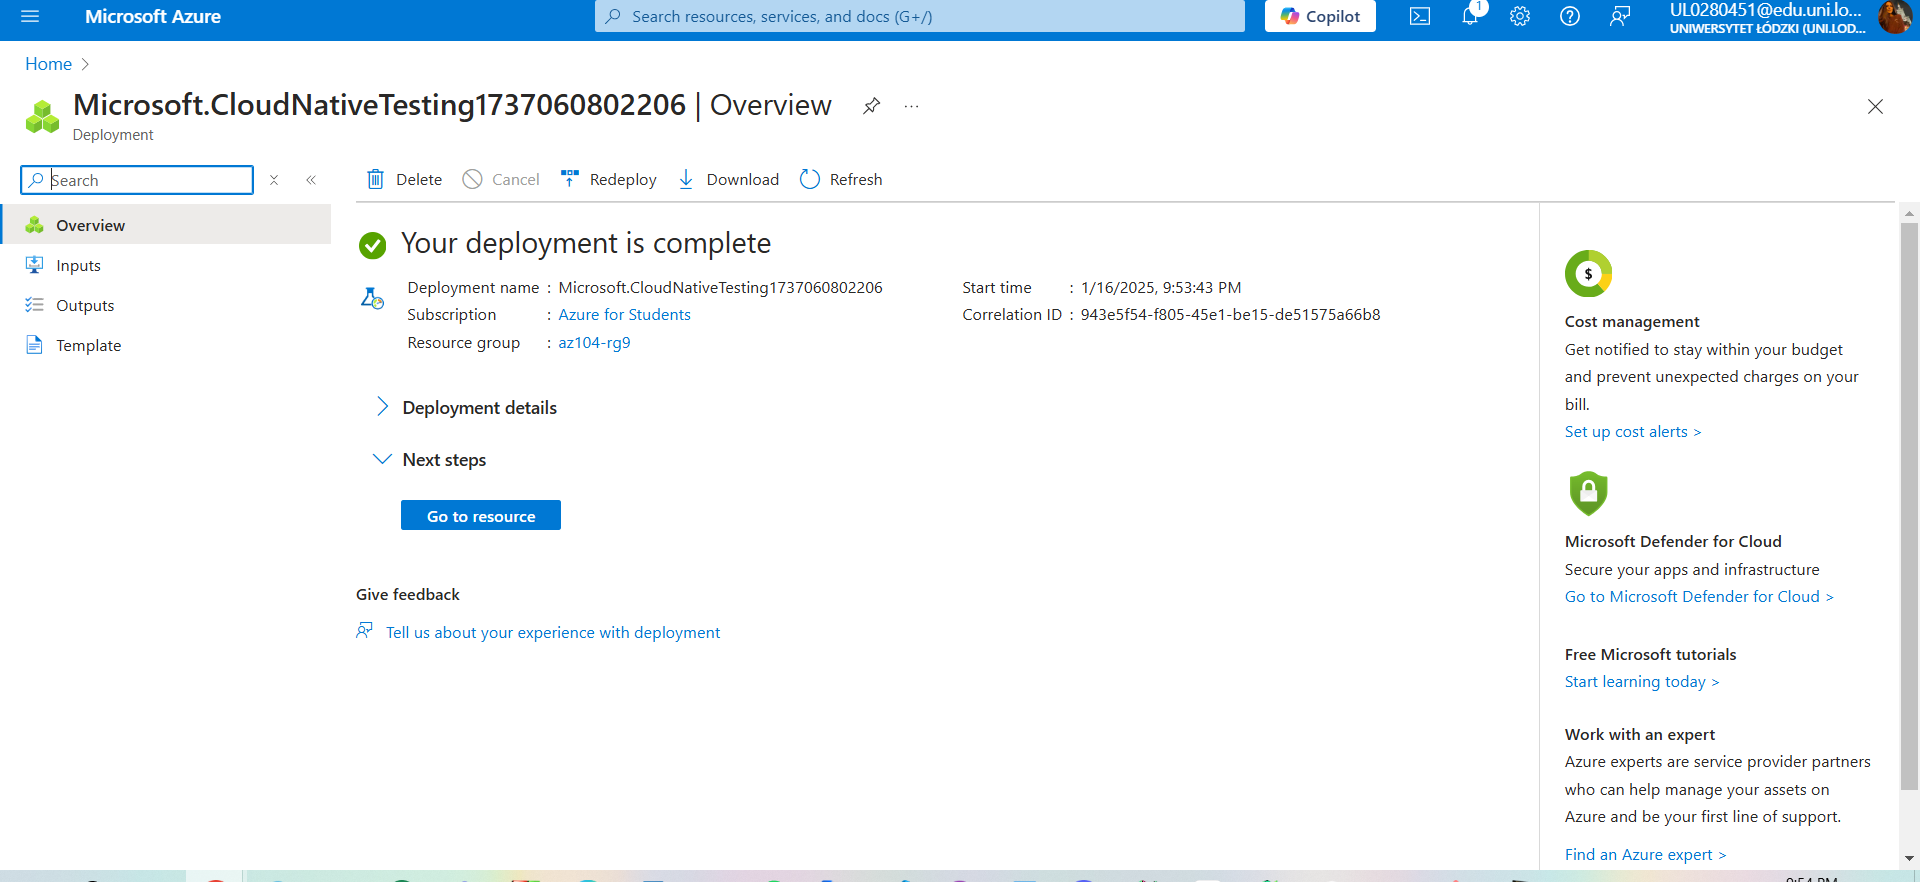 Microsoft Azure
Search resources, services, and docs (G+/)
Copilot
1
UL0280451@edu.uni.lo...
UNIWERSYTET ŁÓDZKI (UNI.LOD...
Home >
Microsoft.CloudNativeTesting1737060802206 | Overview
Deployment
Search
Delete
Cancel
Redeploy
Download
Refresh
Overview
Inputs
Outputs
Template
Your deployment is complete
Deployment name : Microsoft.CloudNativeTesting1737060802206
Subscription : Azure for Students
Resource group : az104-rg9
Start time : 1/16/2025, 9:53:43 PM
Correlation ID : 943e5f54-f805-45e1-be15-de51575a66b8
Deployment details
Next steps
Go to resource
Give feedback
Tell us about your experience with deployment
$
Cost management
Get notified to stay within your budget
and prevent unexpected charges on your
bill.
Set up cost alerts >
Microsoft Defender for Cloud
Secure your apps and infrastructure
Go to Microsoft Defender for Cloud >
Free Microsoft tutorials
Start learning today >
Work with an expert
Azure experts are service provider partners
who can help manage your assets on
Azure and be your first line of support.
Find an Azure expert >